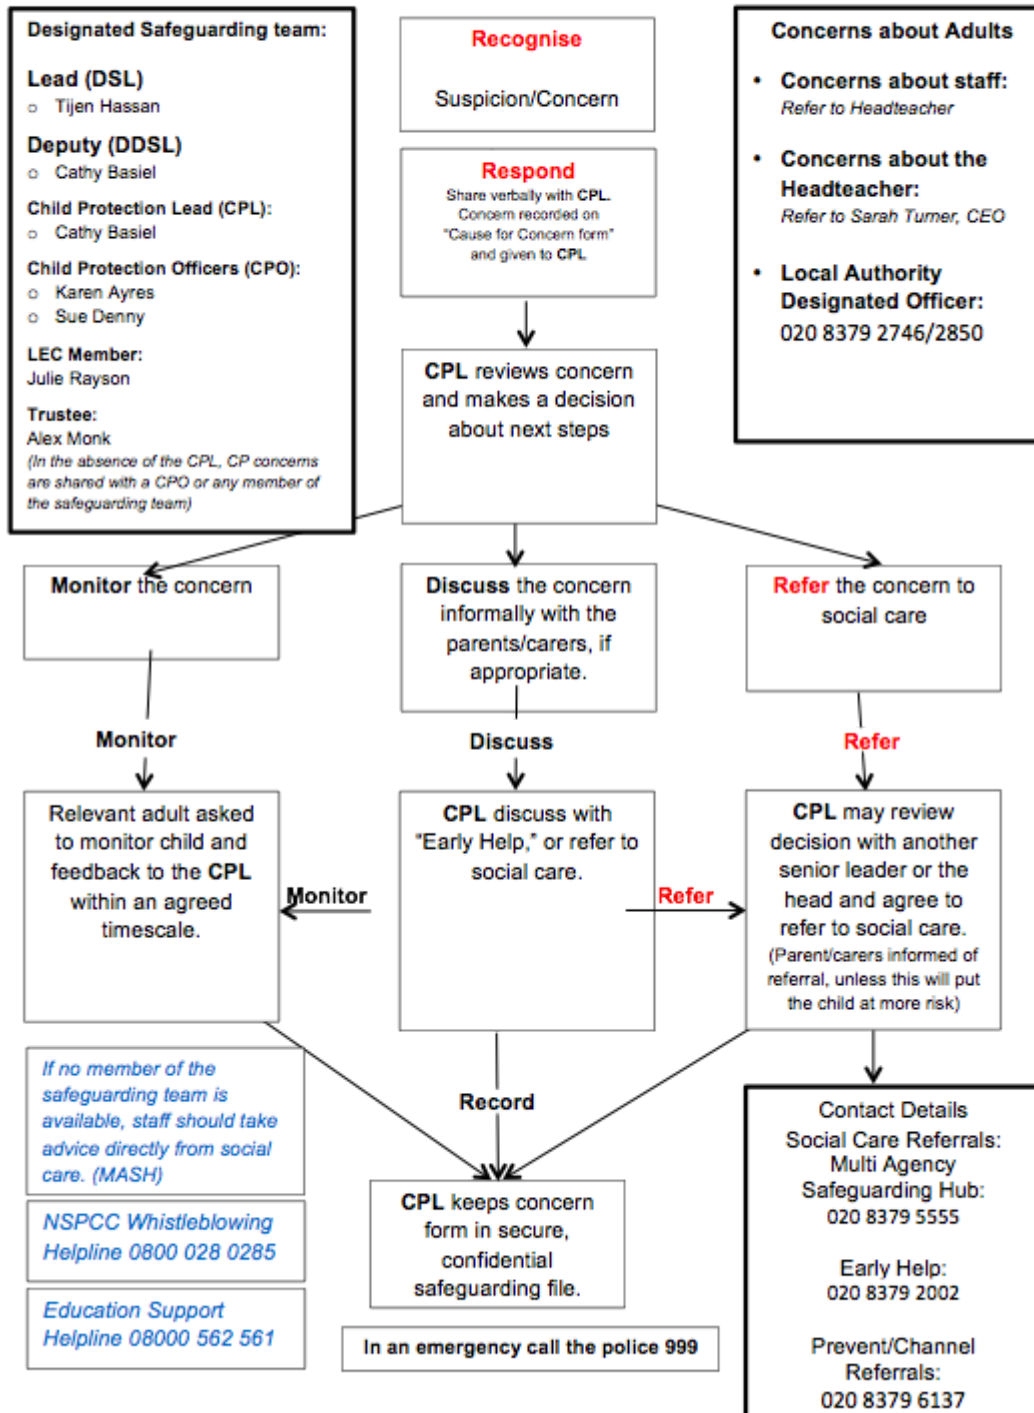 Designated Safeguarding team:
Lead (DSL)
o Tijen Hassan
Deputy (DDSL)
o Cathy Basiel
Child Protection Lead (CPL):
o Cathy Basiel
Child Protection Officers (CPO):
o Karen Ayres
o Sue Denny
LEC Member:
Julie Rayson
Trustee:
Alex Monk
(In the absence of the CPL, CP concerns
are shared with a CPO or any member of
the safeguarding team)
Recognise
Suspicion/Concern
Respond
Share verbally with CPL.
Concern recorded on
"Cause for Concern form"
and given to CPL
Concerns about Adults
• Concerns about staff:
Refer to Headteacher
• Concerns about the
Headteacher:
Refer to Sarah Turner, CEO
• Local Authority
Designated Officer:
020 8379 2746/2850
CPL reviews concern
and makes a decision
about next steps
Monitor the concern
Discuss the concern
informally with the
parents/carers, if
appropriate.
Refer the concern to
social care
Monitor
Discuss
Refer
Relevant adult asked
to monitor child and
feedback to the CPL
within an agreed
timescale.
Monitor
CPL discuss with
"Early Help," or refer to
social care.
Refer
CPL may review
decision with another
senior leader or the
head and agree to
refer to social care.
(Parent/carers informed of
referral, unless this will put
the child at more risk)
If no member of the
safeguarding team is
available, staff should take
advice directly from social
care. (MASH)
NSPCC Whistleblowing
Helpline 0800 028 0285
Education Support
Helpline 08000 562 561
Record
CPL keeps concern
form in secure,
confidential
safeguarding file.
In an emergency call the police 999
Contact Details
Social Care Referrals:
Multi Agency
Safeguarding Hub:
020 8379 5555
Early Help:
020 8379 2002
Prevent/Channel
Referrals:
020 8379 6137